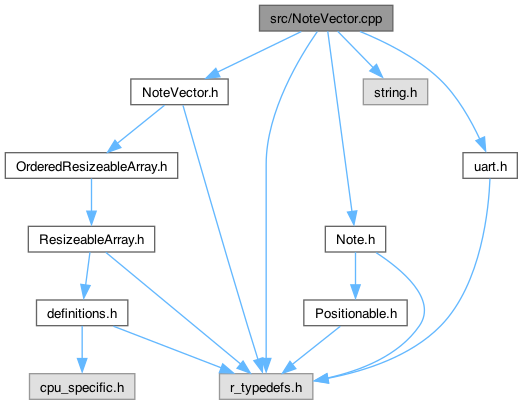 src/NoteVector.cpp
NoteVector.h
string.h
OrderedResizeableArray.h
uart.h
ResizeableArray.h
Note.h
definitions.h
Positionable.h
cpu_specific.h
r_typedefs.h